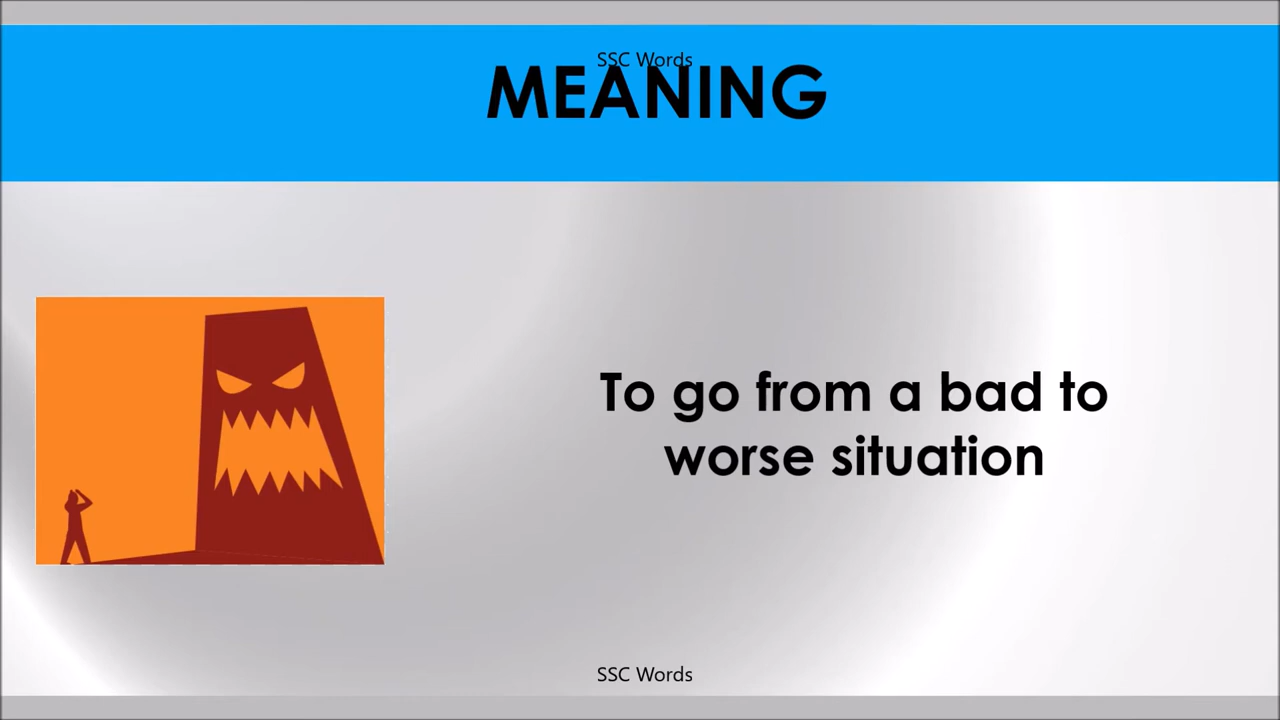 SSC Words
MEANING
To go from a bad to
worse situation
SSC Words